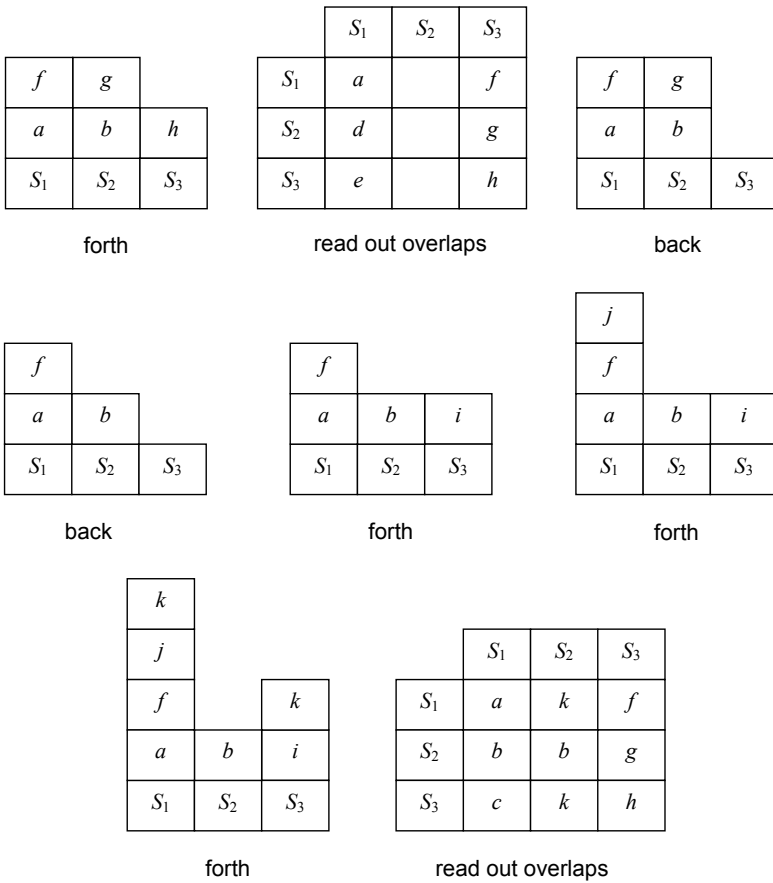 S1 S2 S3
f g S1 a f f g
a b h S2 d g a b
S1 S2 S3 S3 e h S1 S2 S3
forth read out overlaps back
j
f f f
a b a b i a b i
S1 S2 S3 S1 S2 S3 S1 S2 S3
back forth forth
k
j S1 S2 S3
f k S1 a k f
a b i S2 b b g
S1 S2 S3 S3 c k h
forth read out overlaps